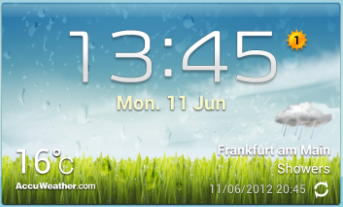 13:45
1
Mon. 11 Jun
16°C
Frankfurt am Main
Showers
AccuWeather.com
11/06/2012 20:45